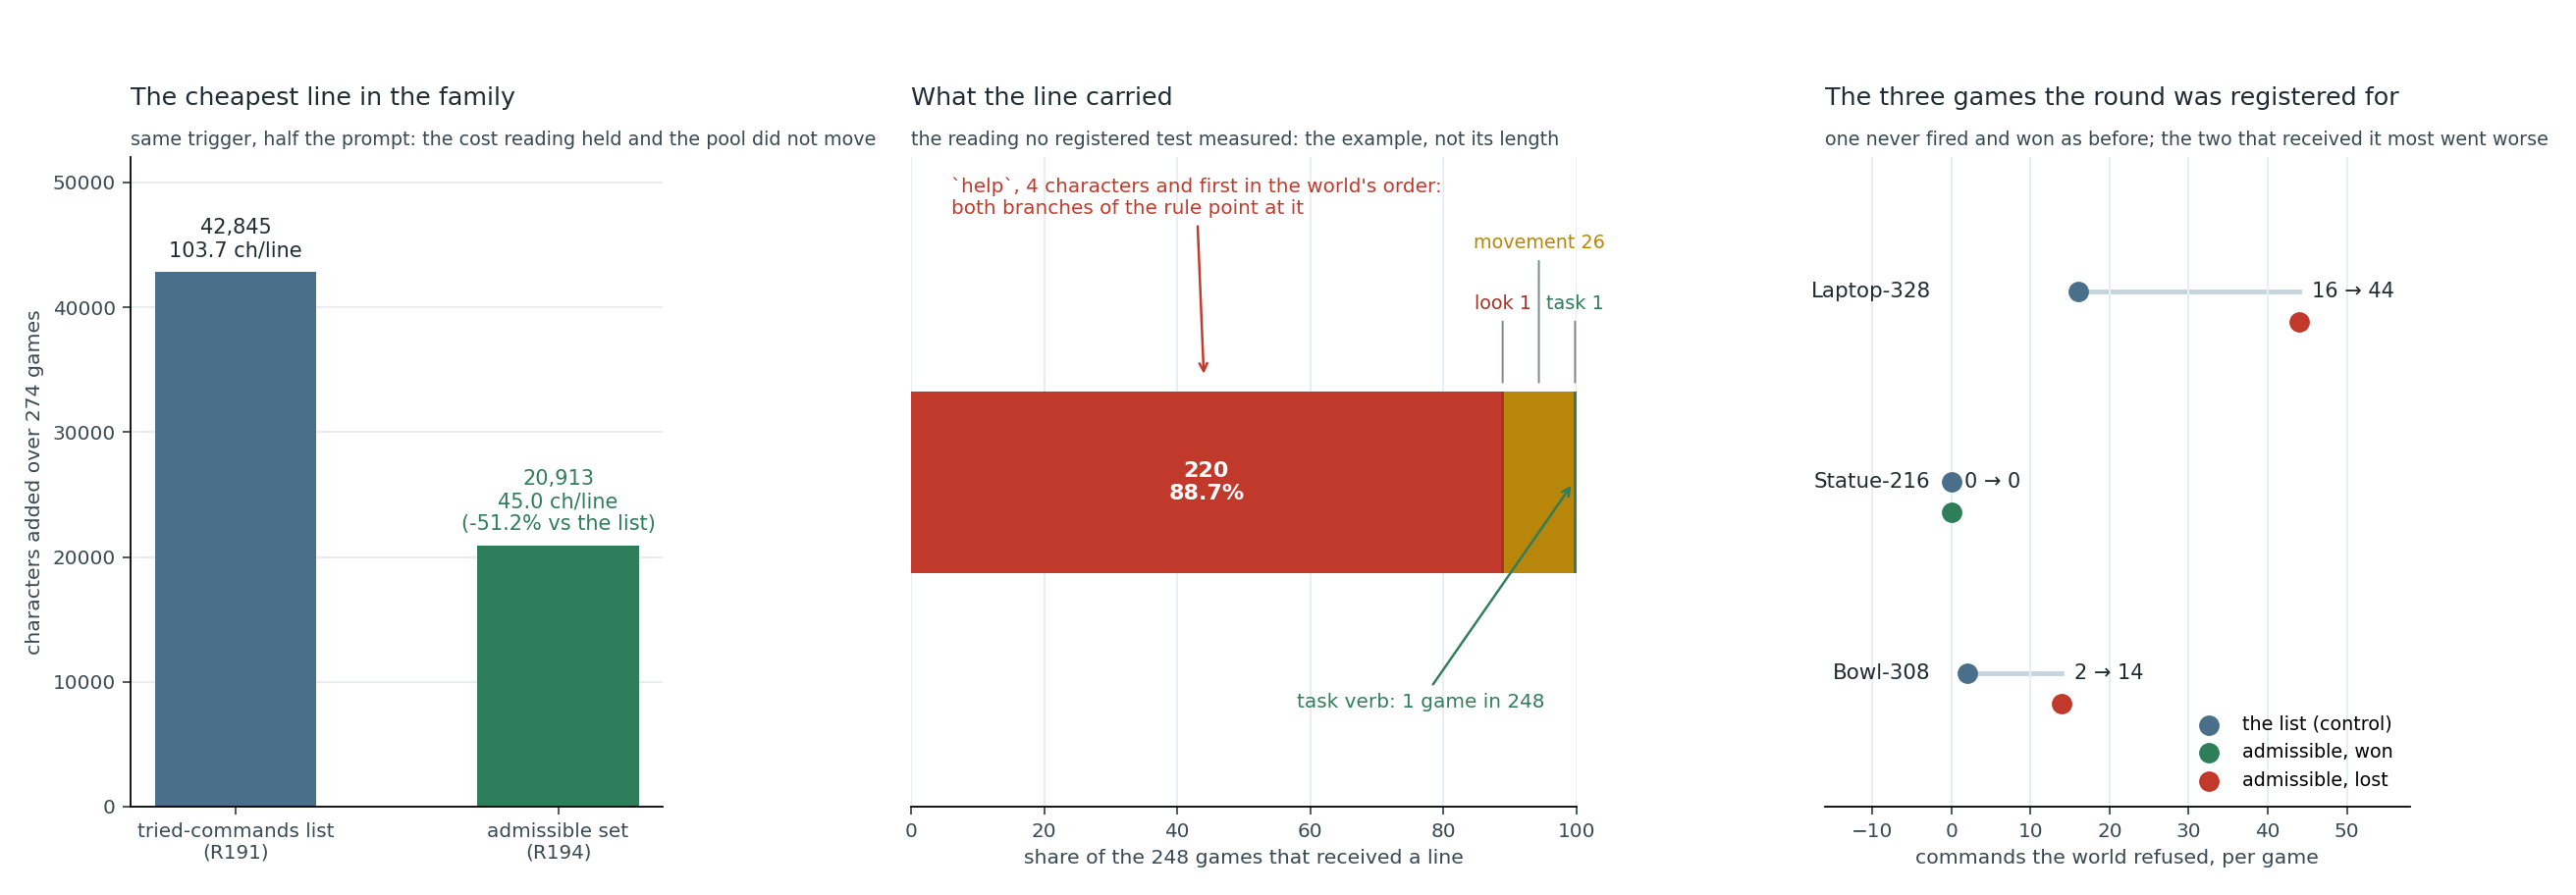 The cheapest line in the family
same trigger, half the prompt: the cost reading held and the pool did not move
characters added over 274 games
50000
40000
30000
20000
10000
0
42,845
103.7 ch/line
20,913
45.0 ch/line
(-51.2% vs the list)
tried-commands list
(R191)
admissible set
(R194)
What the line carried
the reading no registered test measured: the example, not its length
`help`, 4 characters and first in the world's order:
both branches of the rule point at it
movement 26
look 1
task 1
220
88.7%
task verb: 1 game in 248
0
20
40
60
80
100
share of the 248 games that received a line
The three games the round was registered for
one never fired and won as before; the two that received it most went worse
Laptop-328
16 → 44
Statue-216
0 → 0
Bowl-308
2 → 14
the list (control)
admissible, won
admissible, lost
−10
0
10
20
30
40
50
commands the world refused, per game